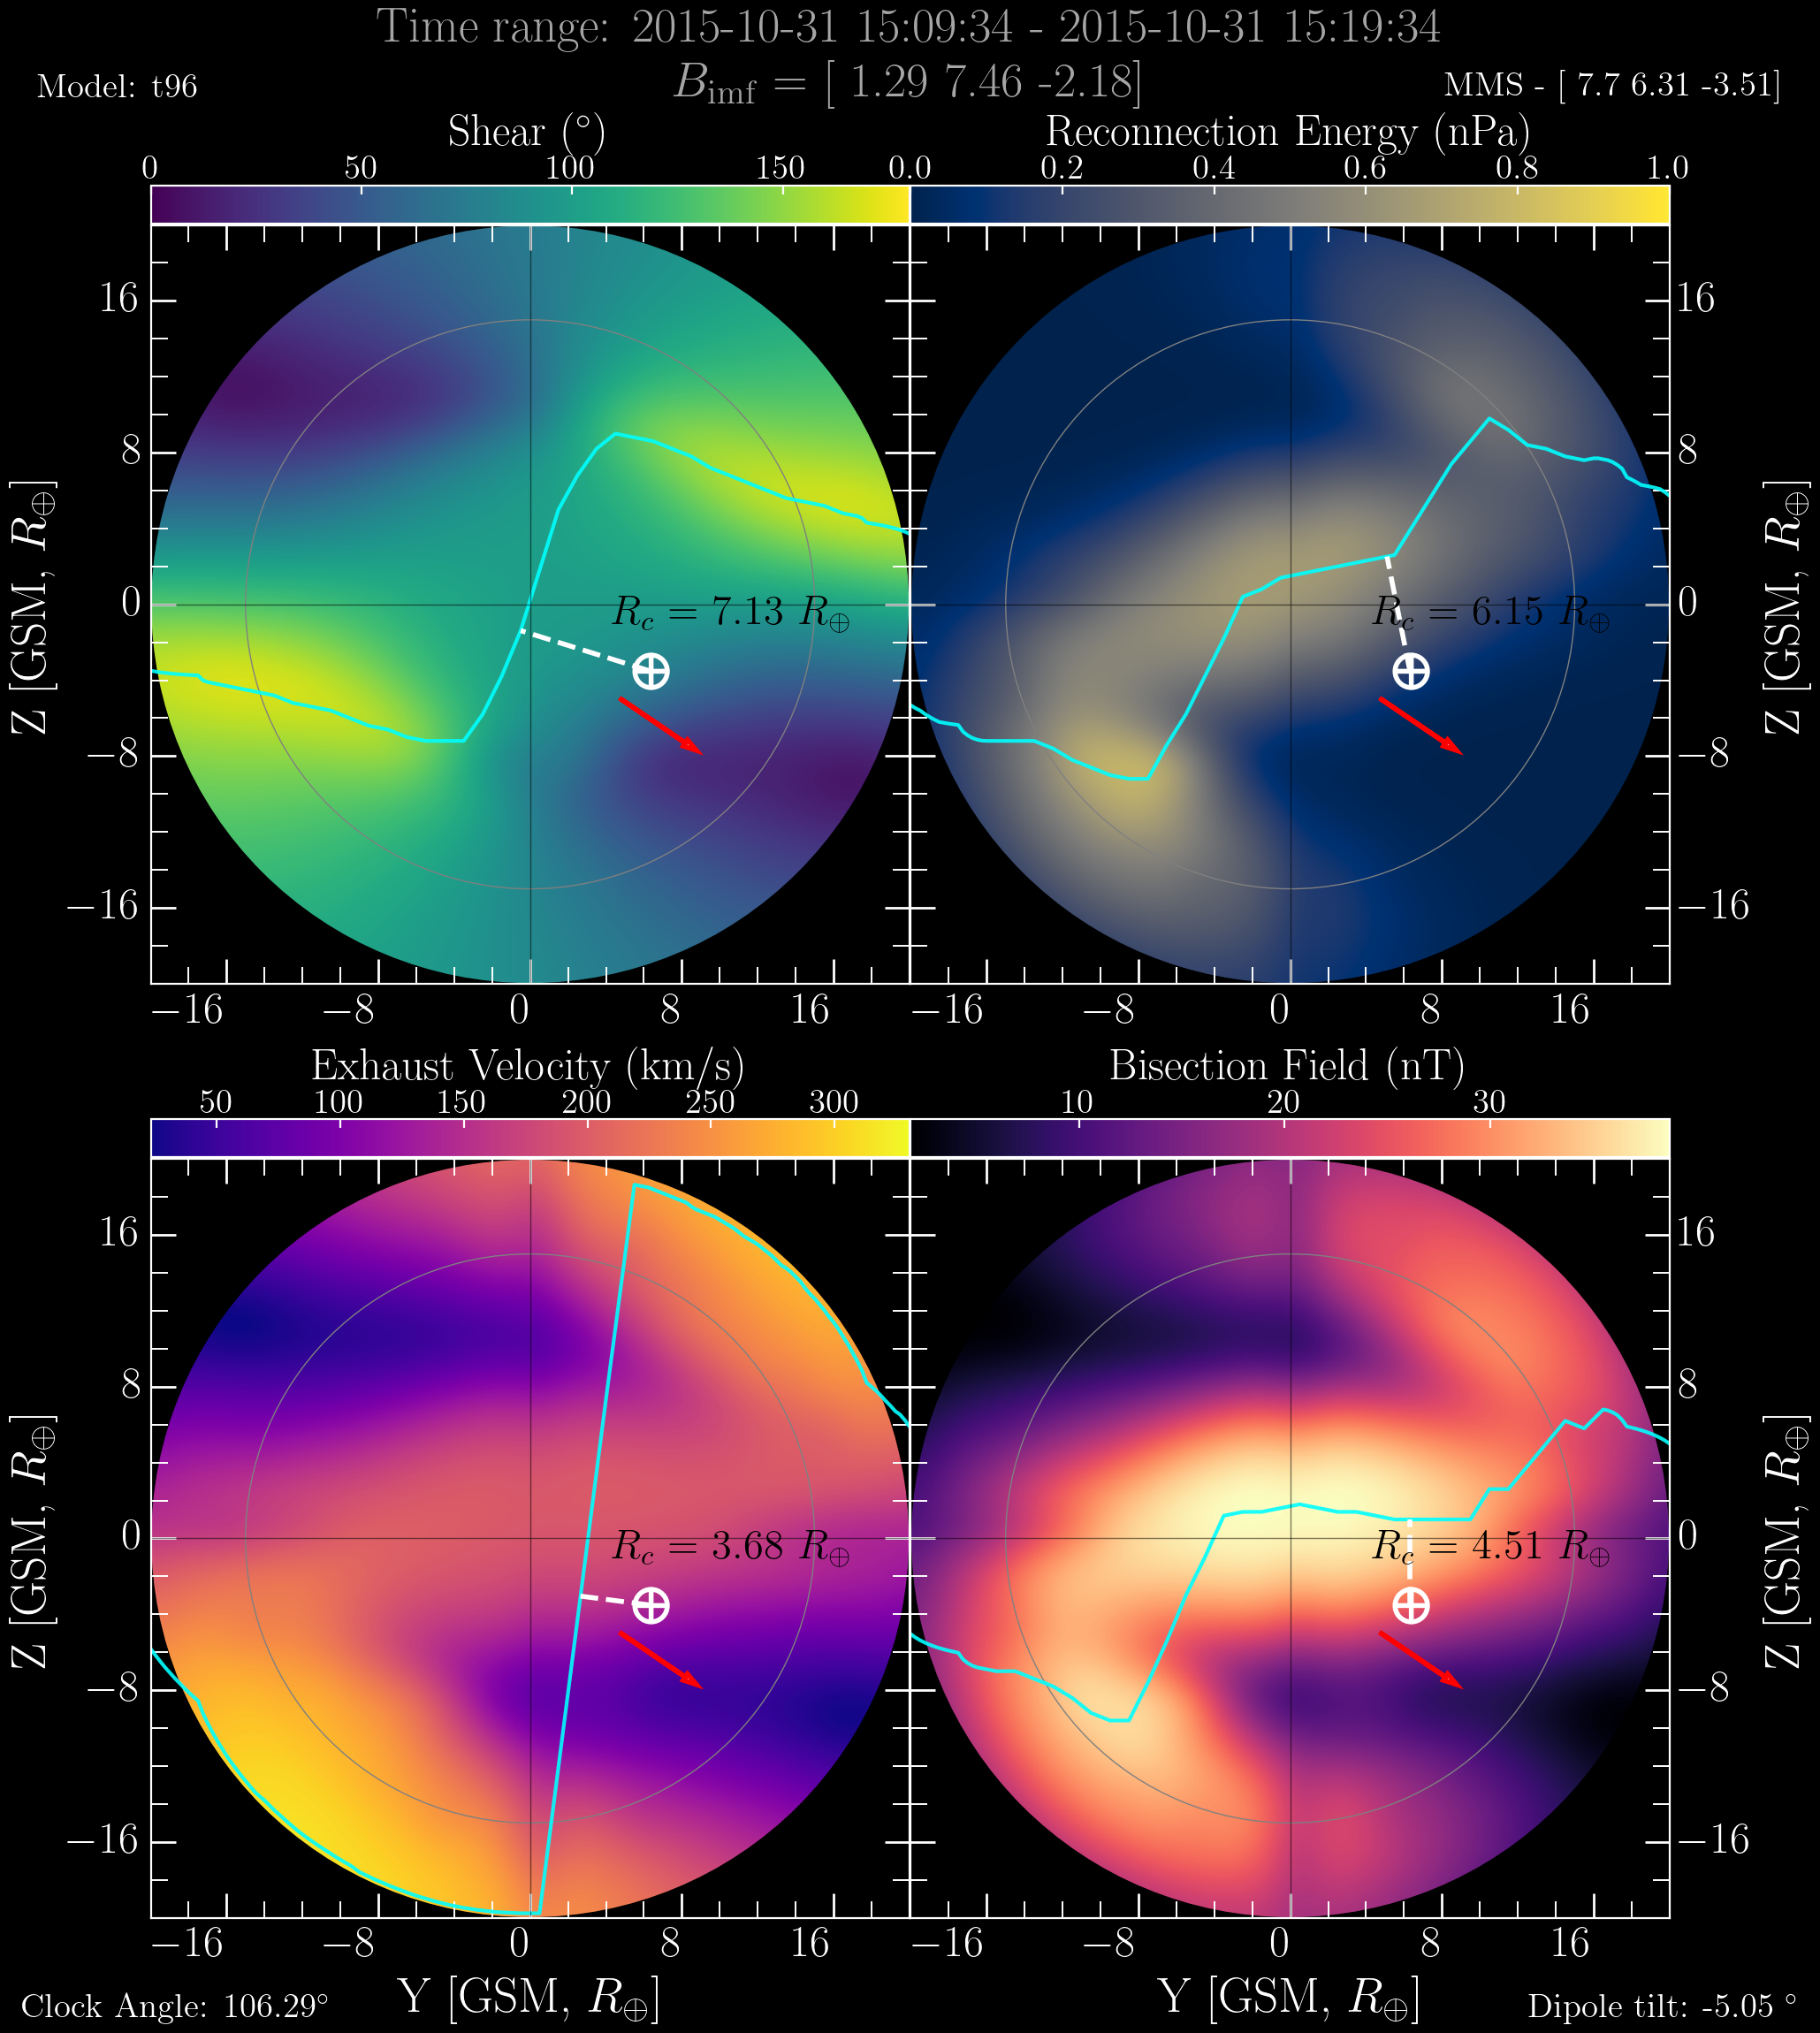 Time range: 2015-10-31 15:09:34 - 2015-10-31 15:19:34
Model: t96
B_imf = [ 1.29 7.46 -2.18]
MMS - [ 7.7 6.31 -3.51]
Shear (°)
Reconnection Energy (nPa)
0 50 100 150
0.0 0.2 0.4 0.6 0.8 1.0
16 8 0 −8 −16
Z [GSM, R⊕]
R_c = 7.13 R⊕
R_c = 6.15 R⊕
16 8 0 −8 −16
Z [GSM, R⊕]
−16 −8 0 8 16
−16 −8 0 8 16
Exhaust Velocity (km/s)
Bisection Field (nT)
50 100 150 200 250 300
10 20 30
16 8 0 −8 −16
Z [GSM, R⊕]
R_c = 3.68 R⊕
R_c = 4.51 R⊕
16 8 0 −8 −16
Z [GSM, R⊕]
−16 −8 0 8 16
−16 −8 0 8 16
Y [GSM, R⊕]
Y [GSM, R⊕]
Clock Angle: 106.29°
Dipole tilt: -5.05 °